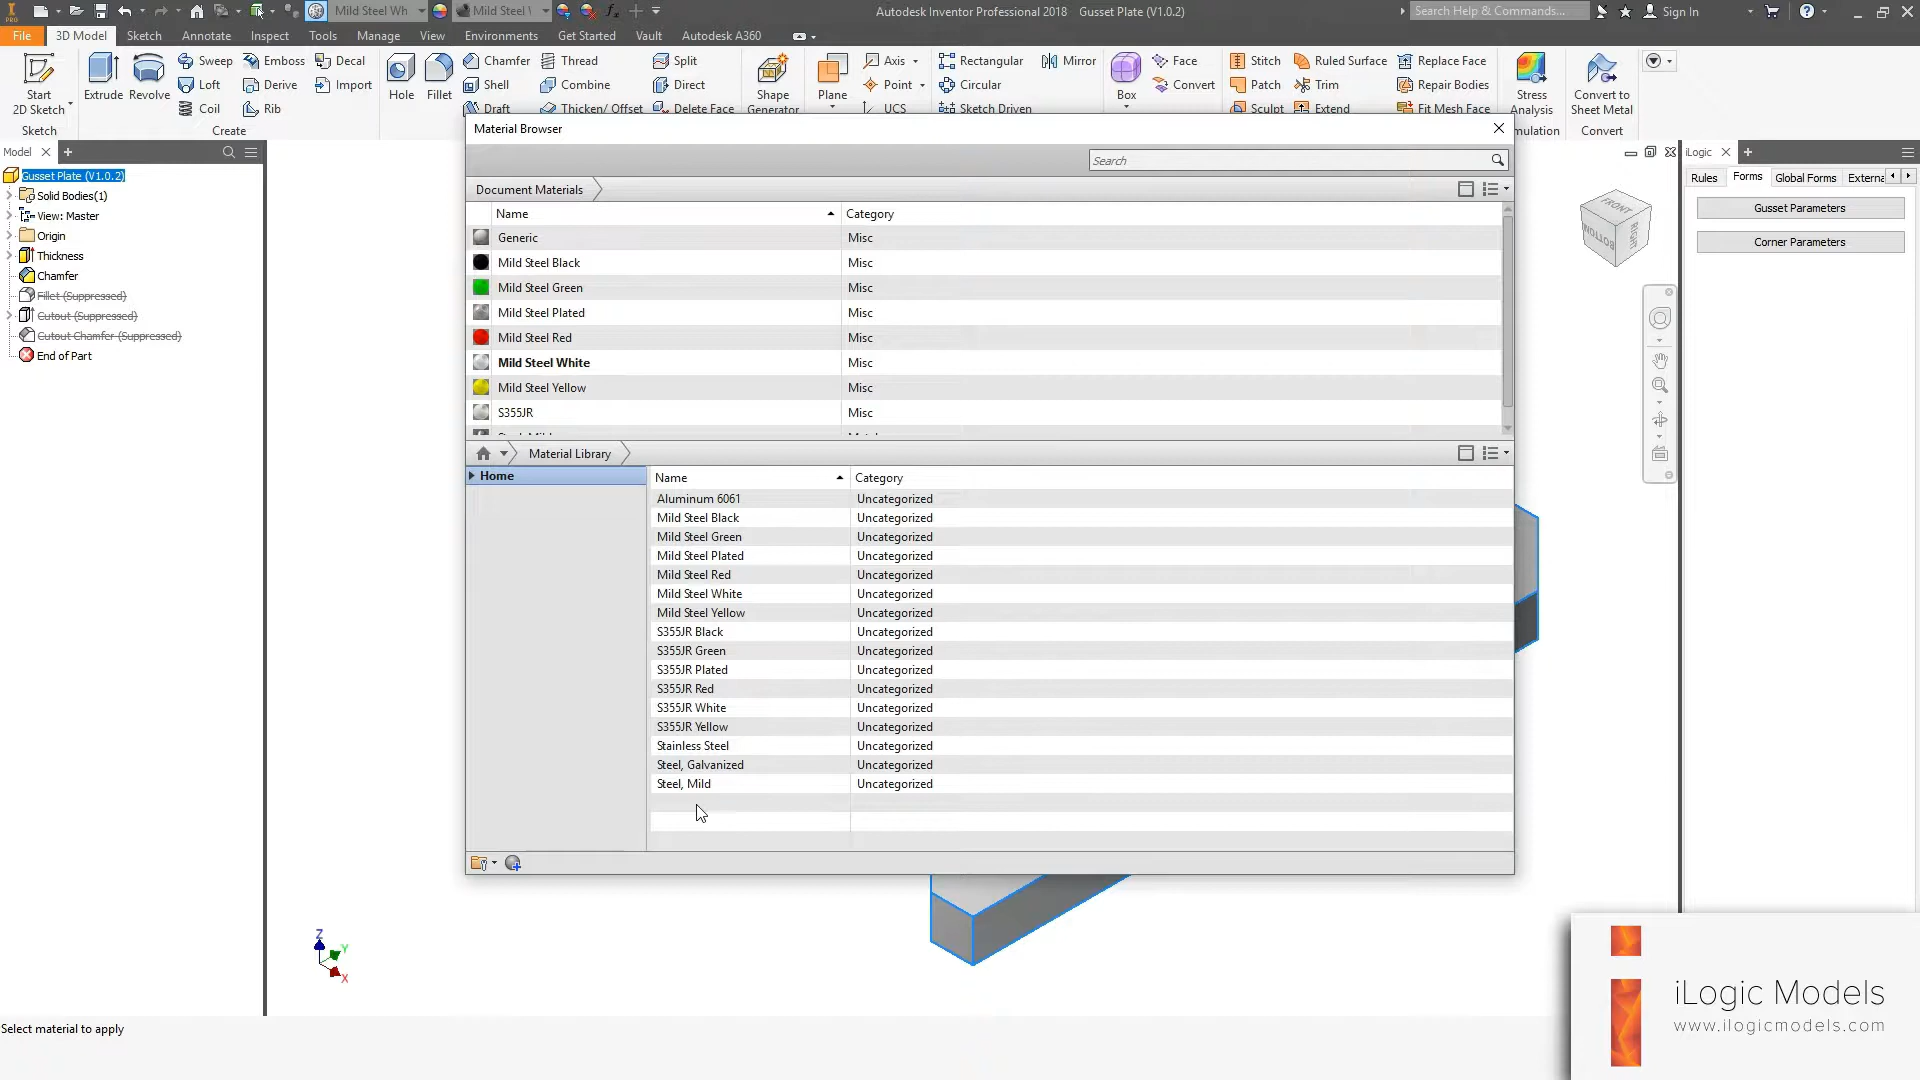 Mild Steel Wh
Mild Steel
Autodesk Inventor Professional 2018 Gusset Plate (V1.0.2)
Search Help & Commands...
Sign In
File
3D Model
Sketch
Annotate
Inspect
Tools
Manage
View
Environments
Get Started
Vault
Autodesk A360
Start
2D Sketch
Sketch
Extrude
Revolve
Sweep
Loft
Coil
Emboss
Derive
Rib
Decal
Import
Create
Hole
Fillet
Chamfer
Shell
Draft
Thread
Combine
Thicken/ Offset
Split
Direct
Delete Face
Shape
Generator
Plane
Axis
Point
UCS
Rectangular
Circular
Sketch Driven
Mirror
Box
Face
Convert
Stitch
Patch
Sculpt
Ruled Surface
Trim
Extend
Replace Face
Repair Bodies
Fit Mesh Face
Stress
Analysis
mulation
Convert to
Sheet Metal
Convert
Model
Gusset Plate (V1.0.2)
Solid Bodies(1)
View: Master
Origin
Thickness
Chamfer
Fillet (Suppressed)
Cutout (Suppressed)
Cutout Chamfer (Suppressed)
End of Part
Material Browser
Search
Document Materials
Name Category
Generic Misc
Mild Steel Black Misc
Mild Steel Green Misc
Mild Steel Plated Misc
Mild Steel Red Misc
Mild Steel White Misc
Mild Steel Yellow Misc
S355JR Misc
Material Library
Home
Name Category
Aluminum 6061 Uncategorized
Mild Steel Black Uncategorized
Mild Steel Green Uncategorized
Mild Steel Plated Uncategorized
Mild Steel Red Uncategorized
Mild Steel White Uncategorized
Mild Steel Yellow Uncategorized
S355JR Black Uncategorized
S355JR Green Uncategorized
S355JR Plated Uncategorized
S355JR Red Uncategorized
S355JR White Uncategorized
S355JR Yellow Uncategorized
Stainless Steel Uncategorized
Steel, Galvanized Uncategorized
Steel, Mild Uncategorized
iLogic
Rules
Forms
Global Forms
Externa
Gusset Parameters
Corner Parameters
FRONT
BOTTOM
RIGHT
Z
Y
X
Select material to apply
iLogic Models
www.ilogicmodels.com